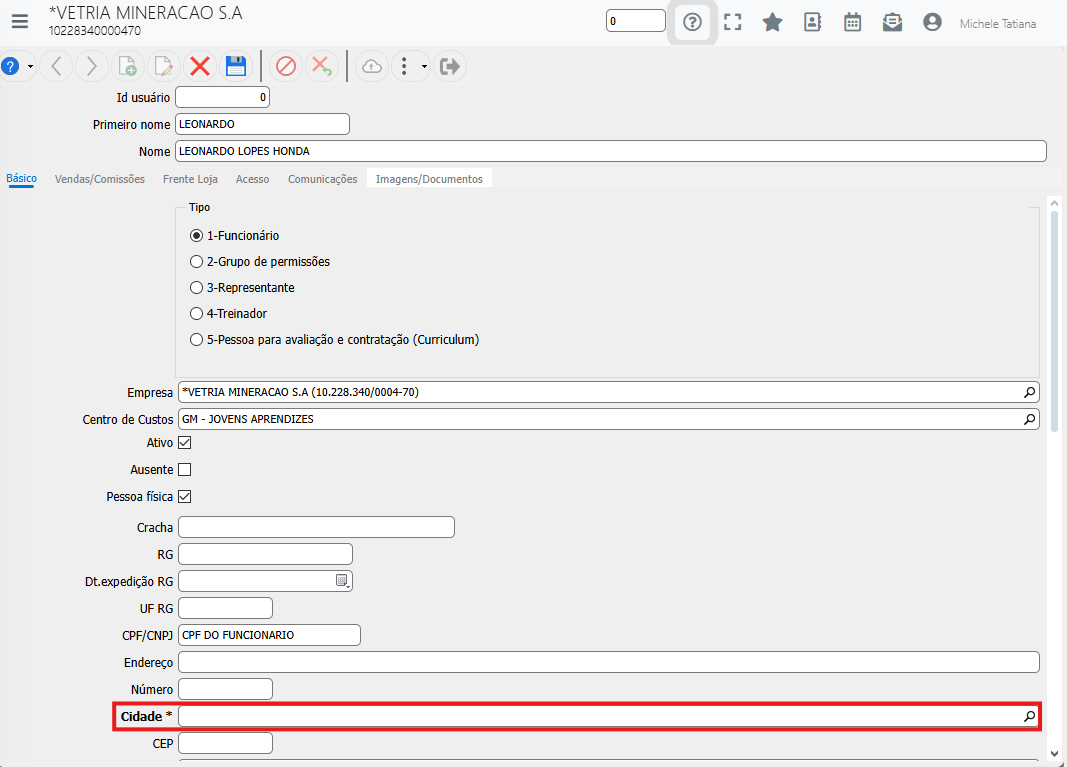 *VETRIA MINERACAO S.A
10228340000470
0
Michele Tatiana
Id usuário 0
Primeiro nome LEONARDO
Nome LEONARDO LOPES HONDA
Básico Vendas/Comissões Frente Loja Acesso Comunicações Imagens/Documentos
Tipo
1-Funcionário
2-Grupo de permissões
3-Representante
4-Treinador
5-Pessoa para avaliação e contratação (Curriculum)
Empresa *VETRIA MINERACAO S.A (10.228.340/0004-70)
Centro de Custos GM - JOVENS APRENDIZES
Ativo
Ausente
Pessoa física
Cracha
RG
Dt.expedição RG
UF RG
CPF/CNPJ CPF DO FUNCIONARIO
Endereço
Número
Cidade *
CEP